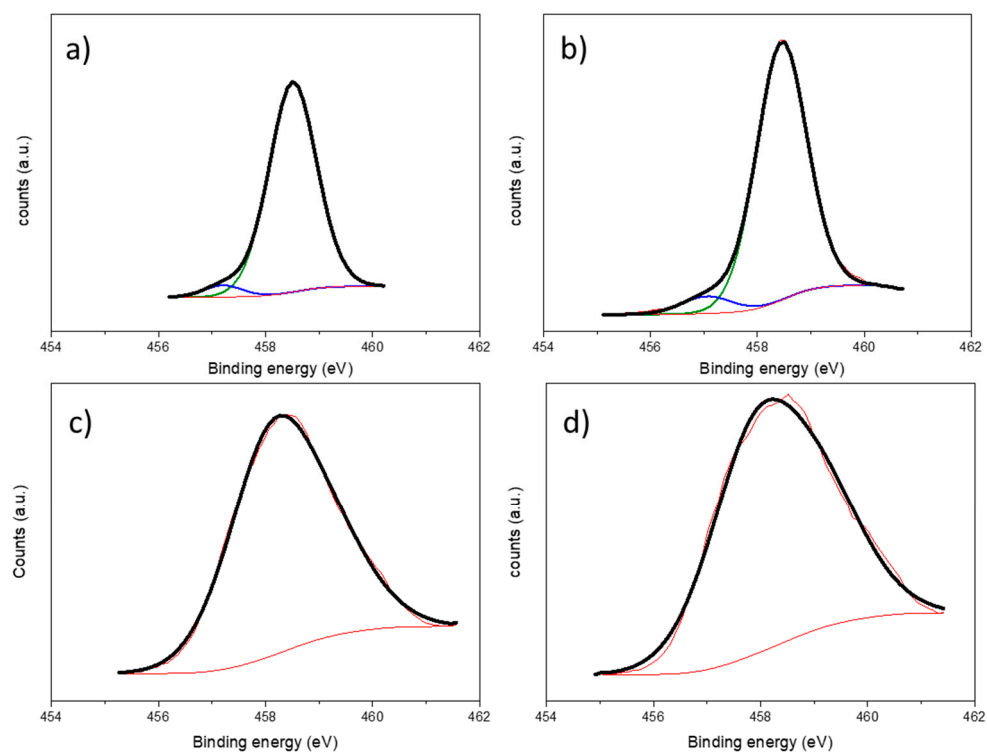 a)
counts (a.u.)
454 456 458 460 462
Binding energy (eV)
b)
counts (a.u.)
454 456 458 460 462
Binding energy (eV)
c)
Counts (a.u.)
454 456 458 460 462
Binding energy (eV)
d)
counts (a.u.)
454 456 458 460 462
Binding energy (eV)